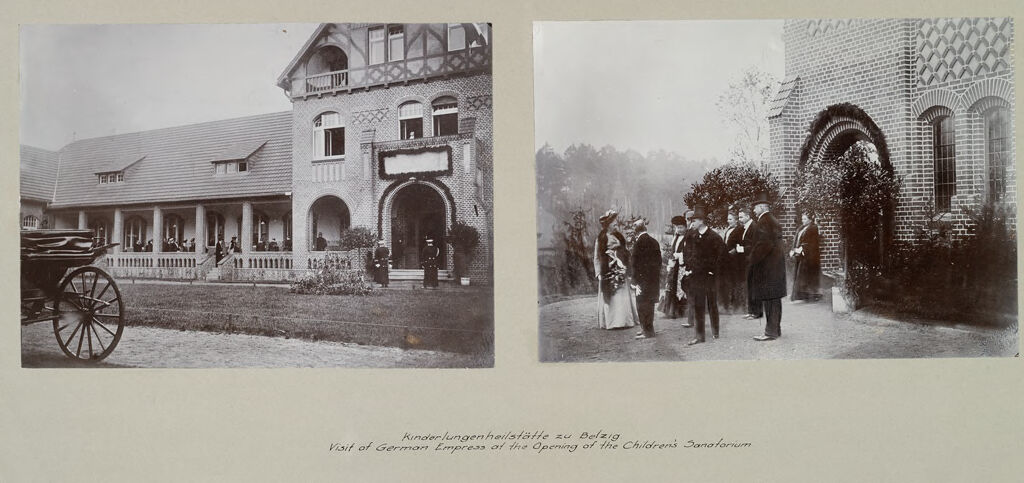 Kinderlungenheilstätte zu Belzig
Visit of German Empress at the Opening of the Children's Sanatorium